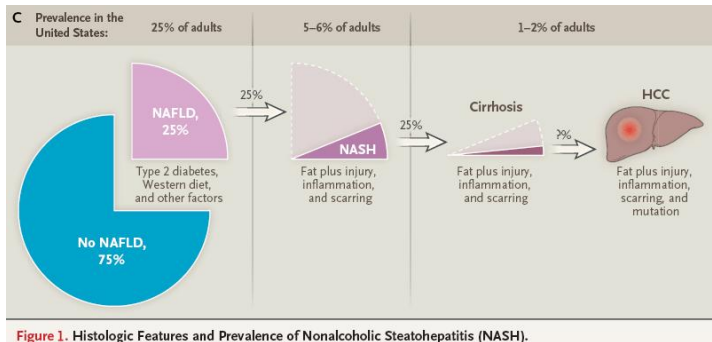 C Prevalence in the
United States: 25% of adults 5–6% of adults 1–2% of adults
NAFLD,
25%
25%
NASH
25%
Cirrhosis
?%
HCC
Type 2 diabetes,
Western diet,
and other factors
Fat plus injury,
inflammation,
and scarring
Fat plus injury,
inflammation,
and scarring
Fat plus injury,
inflammation,
scarring, and
mutation
No NAFLD,
75%
Figure 1. Histologic Features and Prevalence of Nonalcoholic Steatohepatitis (NASH).